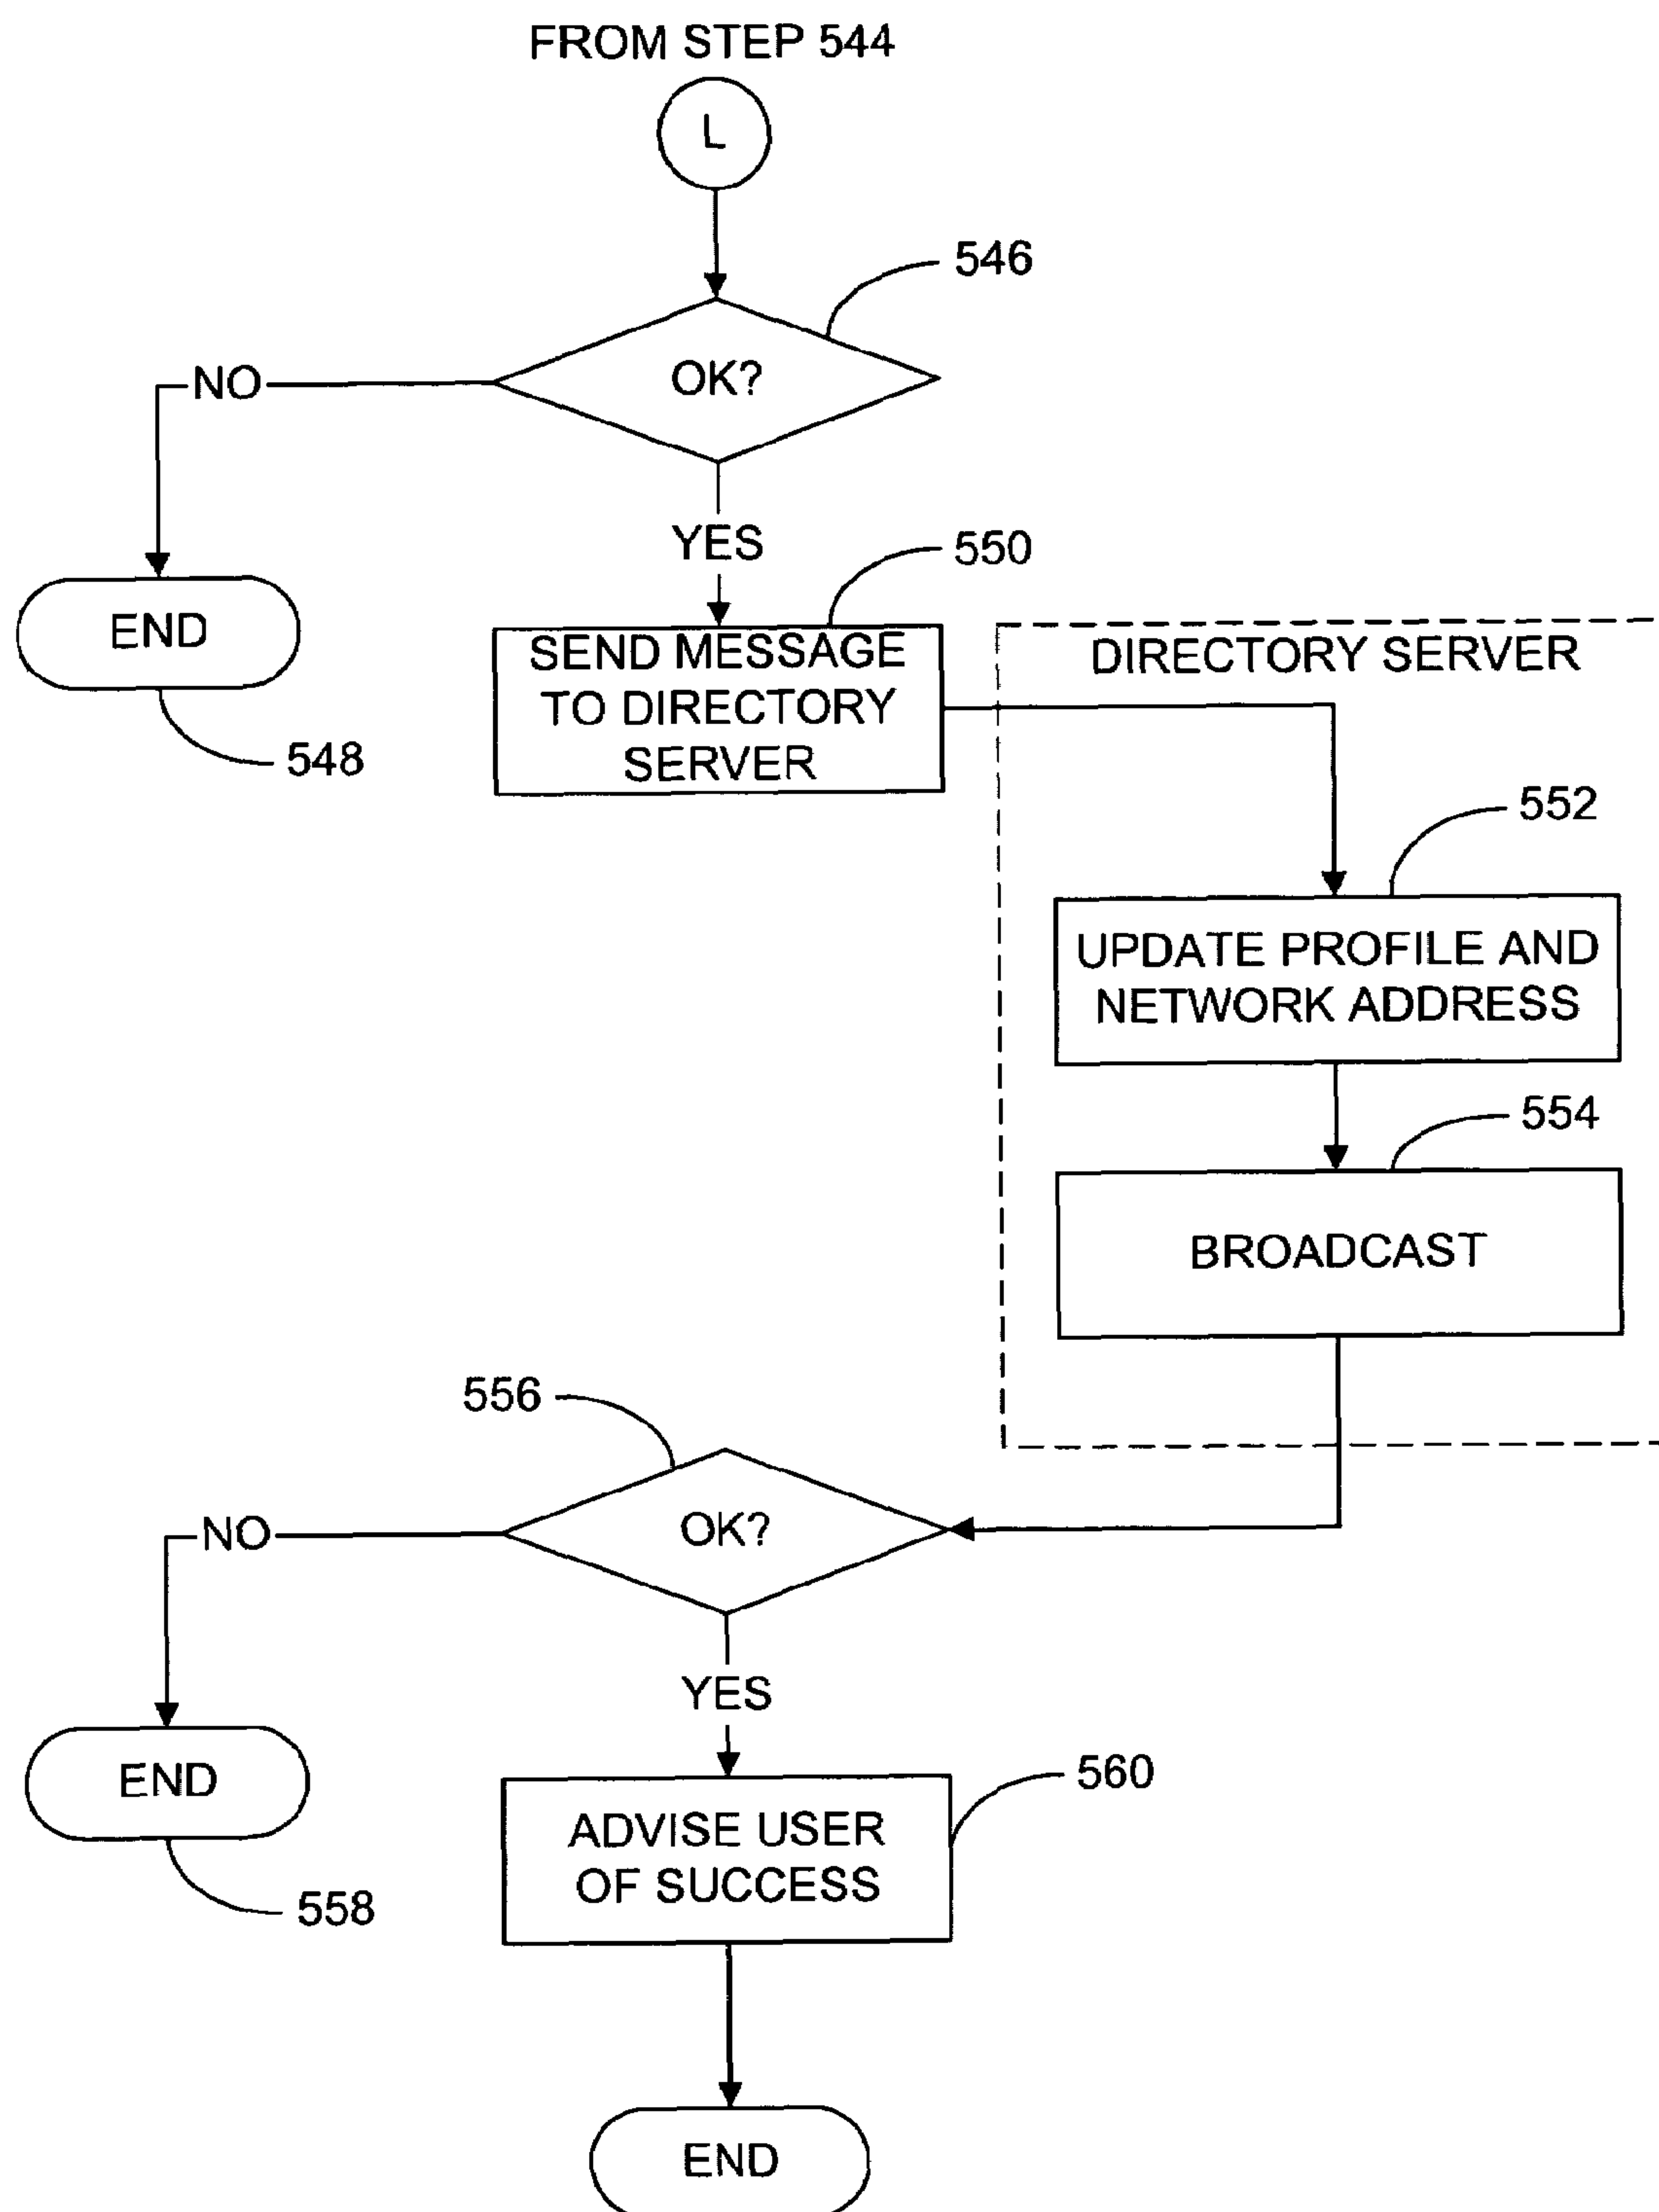 FROM STEP 544
L
546
OK?
NO
YES
550
END
548
SEND MESSAGE
TO DIRECTORY
SERVER
DIRECTORY SERVER
552
UPDATE PROFILE AND
NETWORK ADDRESS
554
BROADCAST
556
OK?
NO
YES
END
558
560
ADVISE USER
OF SUCCESS
END